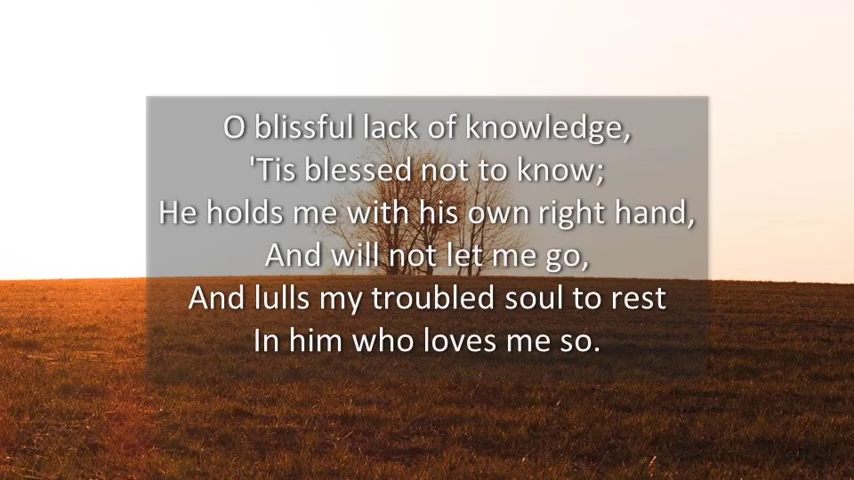 O blissful lack of knowledge,
'Tis blessed not to know;
He holds me with his own right hand,
And will not let me go,
And lulls my troubled soul to rest
In him who loves me so.